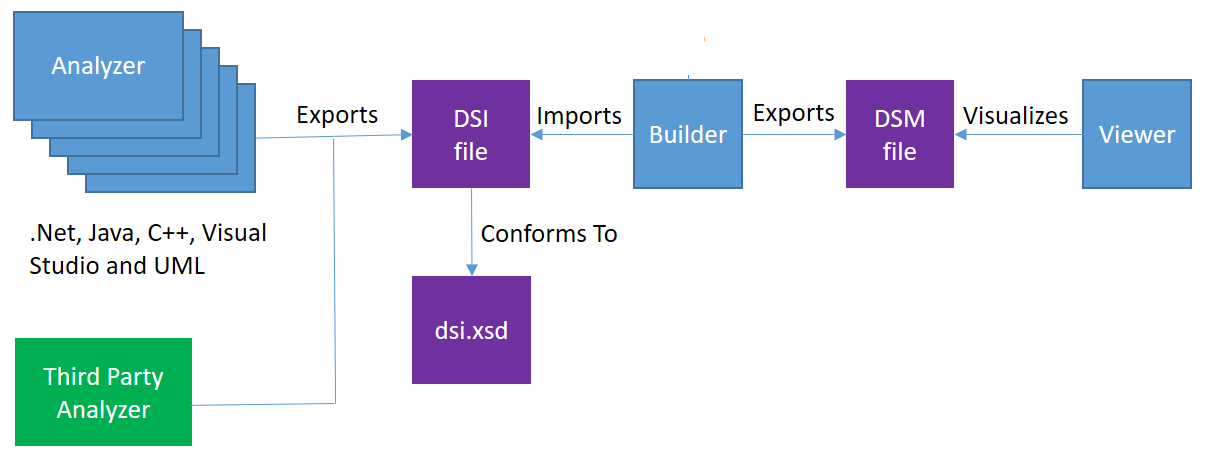 Analyzer
Exports
DSI
file
Imports
Builder
Exports
DSM
file
Visualizes
Viewer
.Net, Java, C++, Visual
Studio and UML
Conforms To
dsi.xsd
Third Party
Analyzer